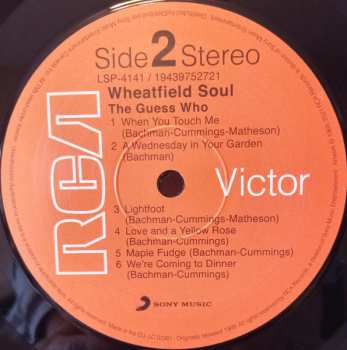 Side 2 Stereo
LSP-4141 / 19439752721
Wheatfield Soul
The Guess Who
1 When You Touch Me
(Bachman-Cummings-Matheson)
2 A Wednesday in Your Garden
(Bachman)
RCA
Victor
3 Lightfoot
(Bachman-Cummings-Matheson)
4 Love and a Yellow Rose
(Bachman-Cummings-Matheson)
5 Maple Fudge (Bachman-Cummings)
6 We're Coming to Dinner
(Bachman-Cummings)
SONY MUSIC